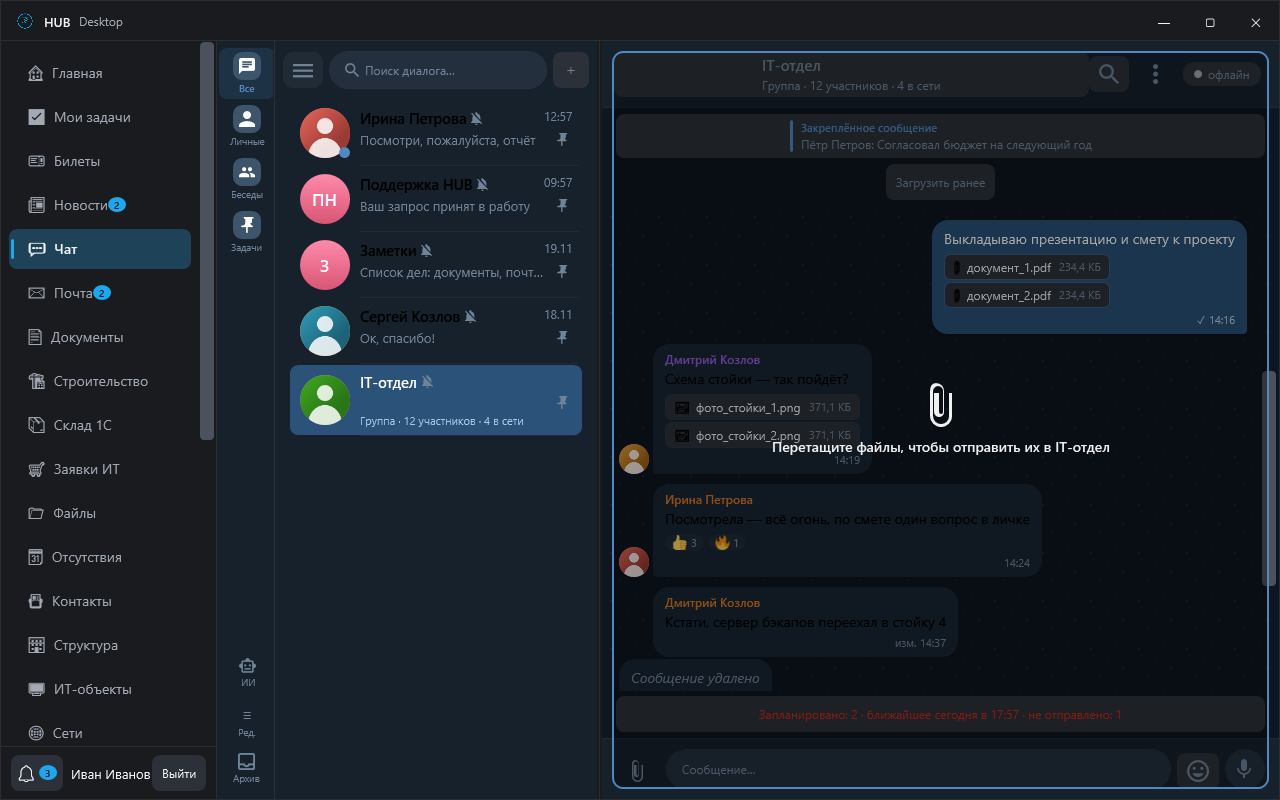 HUB Desktop
Главная
Мои задачи
Билеты
Новости 2
Чат
Почта 2
Документы
Строительство
Склад 1С
Заявки ИТ
Файлы
Отсутствия
Контакты
Структура
ИТ-объекты
Сети
3 Иван Иванов Выйти
Все
Личные
Беседы
Задачи
ИИ
Ред.
Архив
Поиск диалога...
+
Ирина Петрова 12:57
Посмотри, пожалуйста, отчёт
ПН
Поддержка HUB 09:57
Ваш запрос принят в работу
З
Заметки 19.11
Список дел: документы, почт...
Сергей Козлов 18.11
Ок, спасибо!
IT-отдел
Группа · 12 участников · 4 в сети
IT-отдел
Группа · 12 участников · 4 в сети
офлайн
Закреплённое сообщение
Пётр Петров: Согласовал бюджет на следующий год
Загрузить ранее
Выкладываю презентацию и смету к проекту
документ_1.pdf 234,4 КБ
документ_2.pdf 234,4 КБ
✓ 14:16
Дмитрий Козлов
Схема стойки — так пойдёт?
фото_стойки_1.png 371,1 КБ
фото_стойки_2.png 371,1 КБ
14:19
Перетащите файлы, чтобы отправить их в IT-отдел
Ирина Петрова
Посмотрела — всё огонь, по смете один вопрос в личке
👍 3 🔥 1
14:24
Дмитрий Козлов
Кстати, сервер бэкапов переехал в стойку 4
изм. 14:37
Сообщение удалено
Запланировано: 2 · ближайшее сегодня в 17:57 · не отправлено: 1
Сообщение...